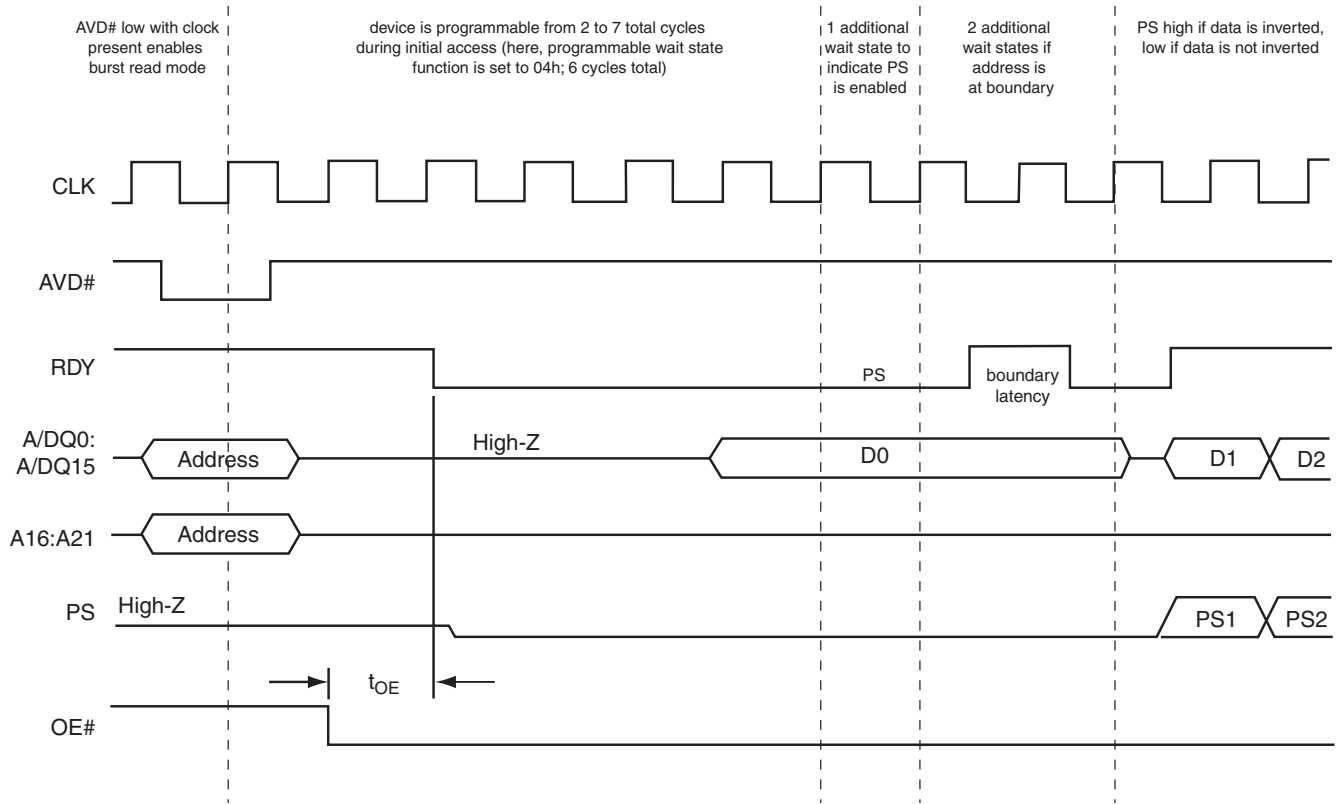 AVD# low with clock
present enables
burst read mode
device is programmable from 2 to 7 total cycles
during initial access (here, programmable wait state
function is set to 04h; 6 cycles total)
1 additional
wait state to
indicate PS
is enabled
2 additional
wait states if
address is
at boundary
PS high if data is inverted,
low if data is not inverted
CLK
AVD#
RDY
PS
boundary
latency
A/DQ0:
A/DQ15
Address
High-Z
D0
D1
D2
A16:A21
Address
PS
High-Z
PS1
PS2
tOE
OE#